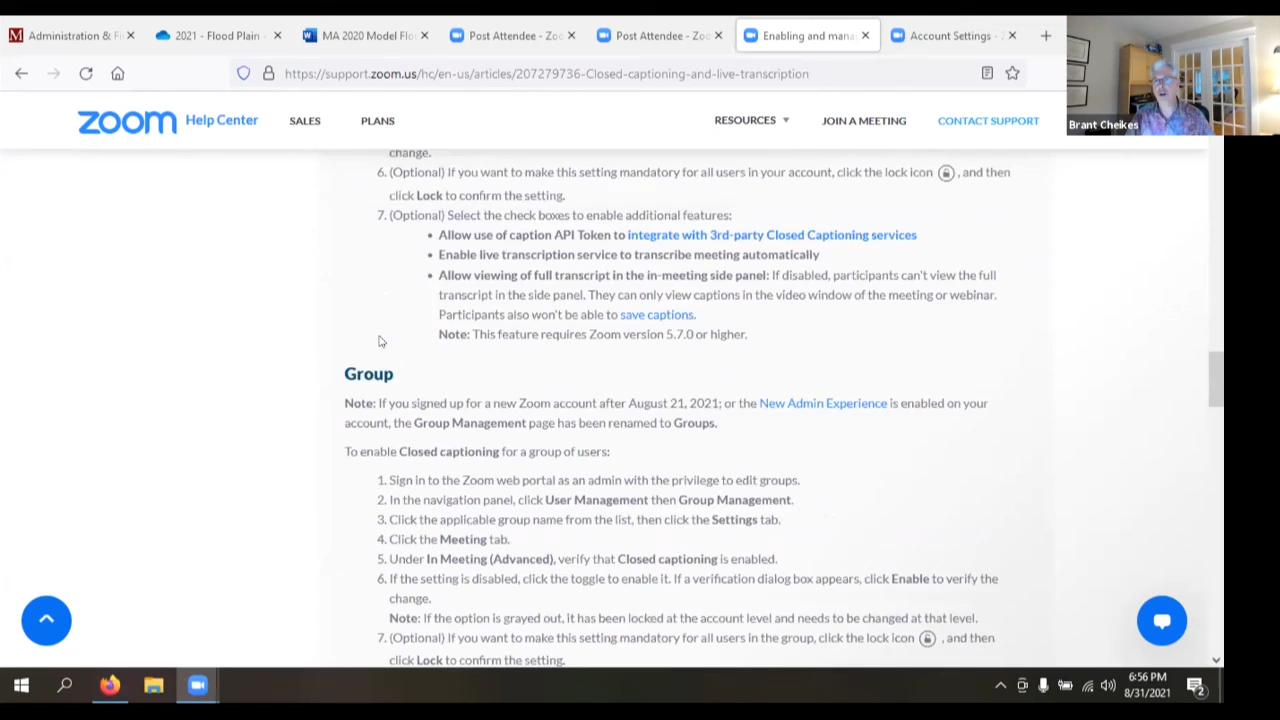 Administration & Fi
2021 - Flood Plain
MA 2020 Model Flo
Post Attendee - Zoo
Post Attendee - Zoo
Enabling and mana
Account Settings - Z
https://support.zoom.us/hc/en-us/articles/207279736-Closed-captioning-and-live-transcription
Brant Cheikes
zoom Help Center SALES PLANS RESOURCES JOIN A MEETING CONTACT SUPPORT
change.
6. (Optional) If you want to make this setting mandatory for all users in your account, click the lock icon , and then
click Lock to confirm the setting.
7. (Optional) Select the check boxes to enable additional features:
• Allow use of caption API Token to integrate with 3rd-party Closed Captioning services
• Enable live transcription service to transcribe meeting automatically
• Allow viewing of full transcript in the in-meeting side panel: If disabled, participants can't view the full
transcript in the side panel. They can only view captions in the video window of the meeting or webinar.
Participants also won't be able to save captions.
Note: This feature requires Zoom version 5.7.0 or higher.
Group
Note: If you signed up for a new Zoom account after August 21, 2021; or the New Admin Experience is enabled on your
account, the Group Management page has been renamed to Groups.
To enable Closed captioning for a group of users:
1. Sign in to the Zoom web portal as an admin with the privilege to edit groups.
2. In the navigation panel, click User Management then Group Management.
3. Click the applicable group name from the list, then click the Settings tab.
4. Click the Meeting tab.
5. Under In Meeting (Advanced), verify that Closed captioning is enabled.
6. If the setting is disabled, click the toggle to enable it. If a verification dialog box appears, click Enable to verify the
change.
Note: If the option is grayed out, it has been locked at the account level and needs to be changed at that level.
7. (Optional) If you want to make this setting mandatory for all users in the group, click the lock icon , and then
click Lock to confirm the setting.
6:56 PM
8/31/2021
2